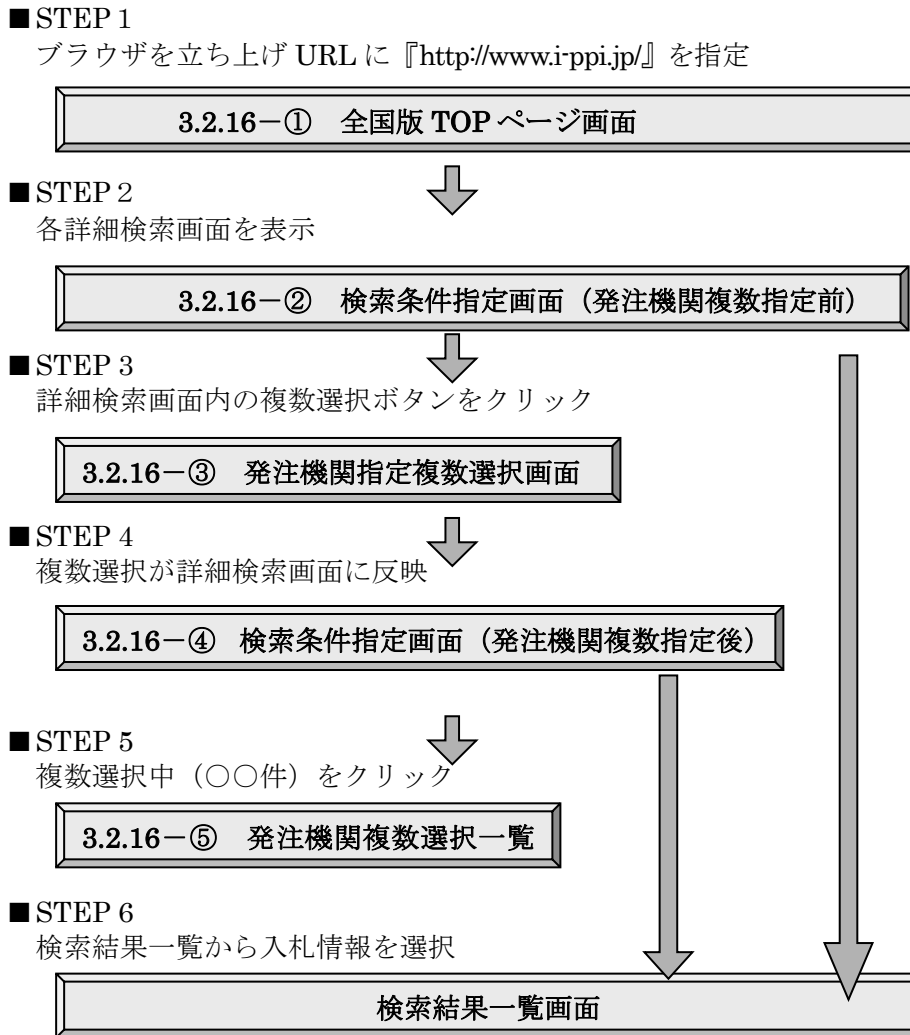 ■STEP１
ブラウザを立ち上げ URL に『http://www.i-ppi.jp/』を指定
3.2.16－①　全国版 TOP ページ画面
■STEP２
各詳細検索画面を表示
3.2.16－②　検索条件指定画面（発注機関複数指定前）
■STEP 3
詳細検索画面内の複数選択ボタンをクリック
3.2.16－③　発注機関指定複数選択画面
■STEP 4
複数選択が詳細検索画面に反映
3.2.16－④　検索条件指定画面（発注機関複数指定後）
■STEP 5
複数選択中（○○件）をクリック
3.2.16－⑤　発注機関複数選択一覧
■STEP 6
検索結果一覧から入札情報を選択
検索結果一覧画面